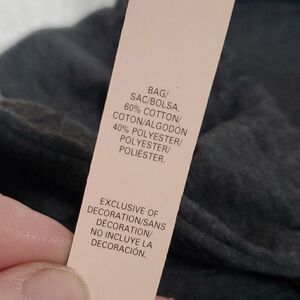 BAG/
SAC/BOLSA.
60% COTTON/
COTON/ALGODÓN
40% POLYESTER/
POLYESTER/
POLIÉSTER.
EXCLUSIVE OF
DECORATION/SANS
DÉCORATION/
NO INCLUYE LA
DECORACIÓN.